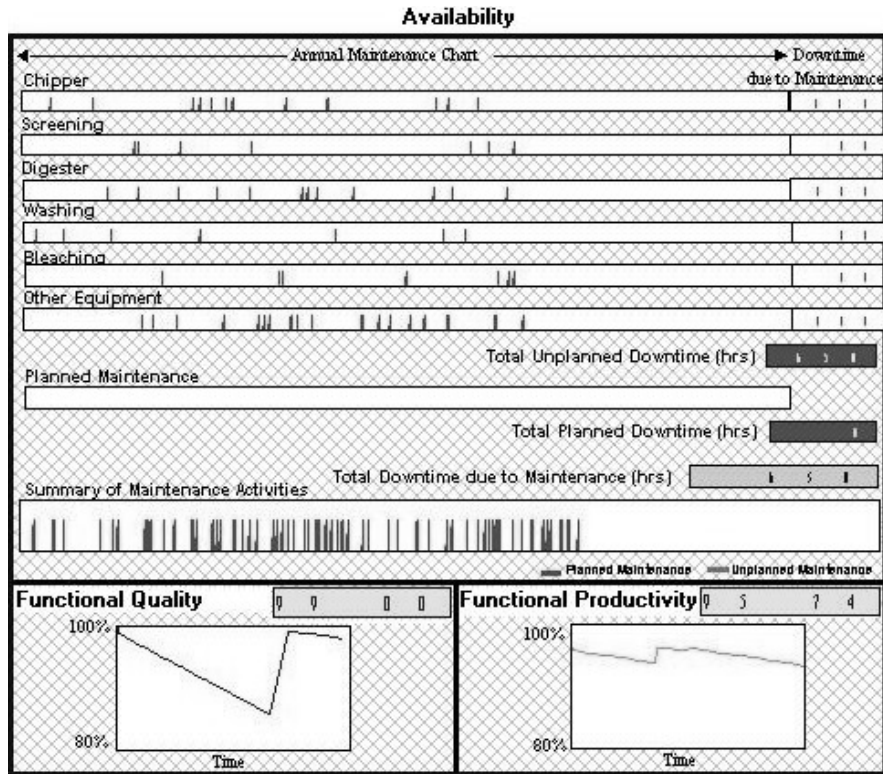 Availability
Annual Maintenance Chart
Downtime
due to Maintenance
Chipper
Screening
Digester
Washing
Bleaching
Other Equipment
Total Unplanned Downtime (hrs)
Planned Maintenance
Total Planned Downtime (hrs)
Total Downtime due to Maintenance (hrs)
Summary of Maintenance Activities
Planned Maintenance Unplanned Maintenance
Functional Quality
Functional Productivity
100%
80%
Time
100%
80%
Time